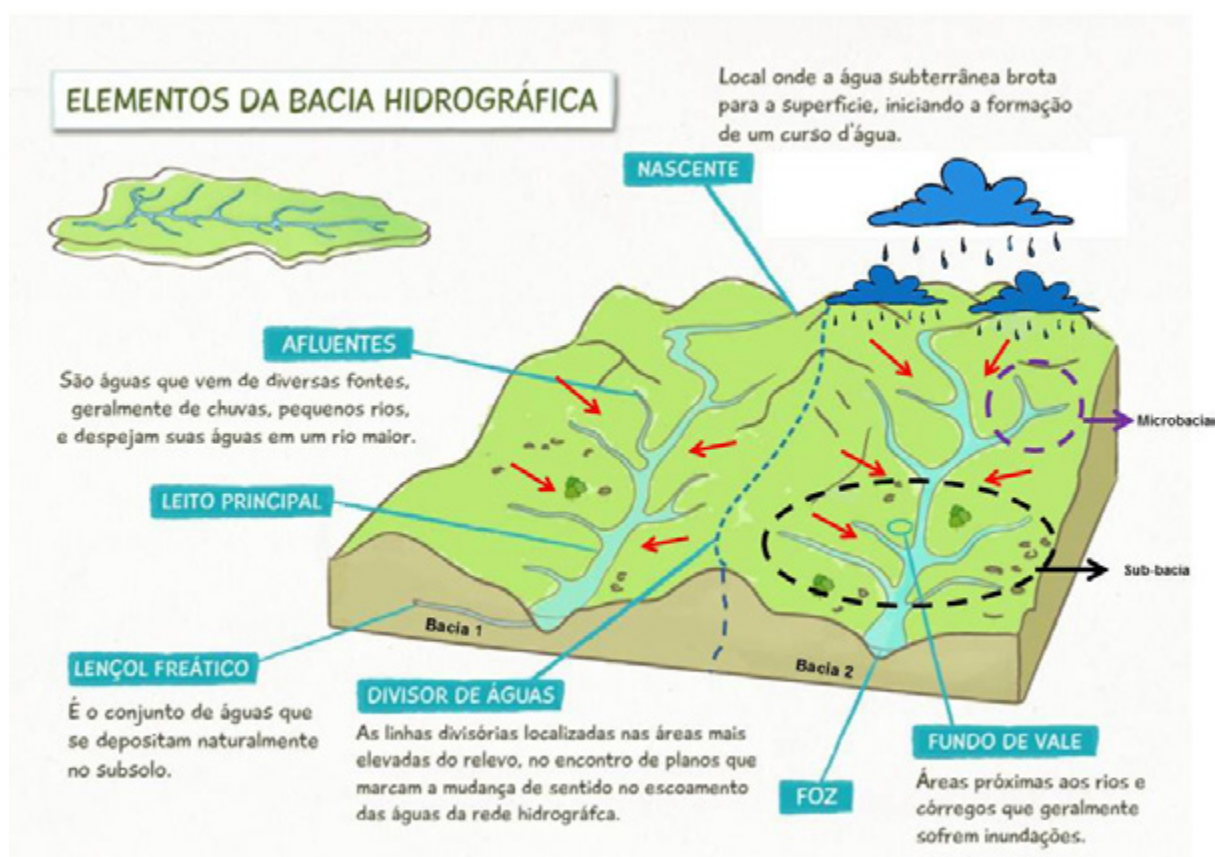 ELEMENTOS DA BACIA HIDROGRÁFICA
Local onde a água subterrânea brota
para a superfície, iniciando a formação
de um curso d'água.
NASCENTE
AFLUENTES
São águas que vem de diversas fontes,
geralmente de chuvas, pequenos rios,
e despejam suas águas em um rio maior.
Microbacias
LEITO PRINCIPAL
Sub-bacia
Bacia 1
Bacia 2
LENÇOL FREÁTICO
É o conjunto de águas que
se depositam naturalmente
no subsolo.
DIVISOR DE ÁGUAS
As linhas divisórias localizadas nas áreas mais
elevadas do relevo, no encontro de planos que
marcam a mudança de sentido no escoamento
das águas da rede hidrográfca.
FOZ
FUNDO DE VALE
Áreas próximas aos rios e
córregos que geralmente
sofrem inundações.